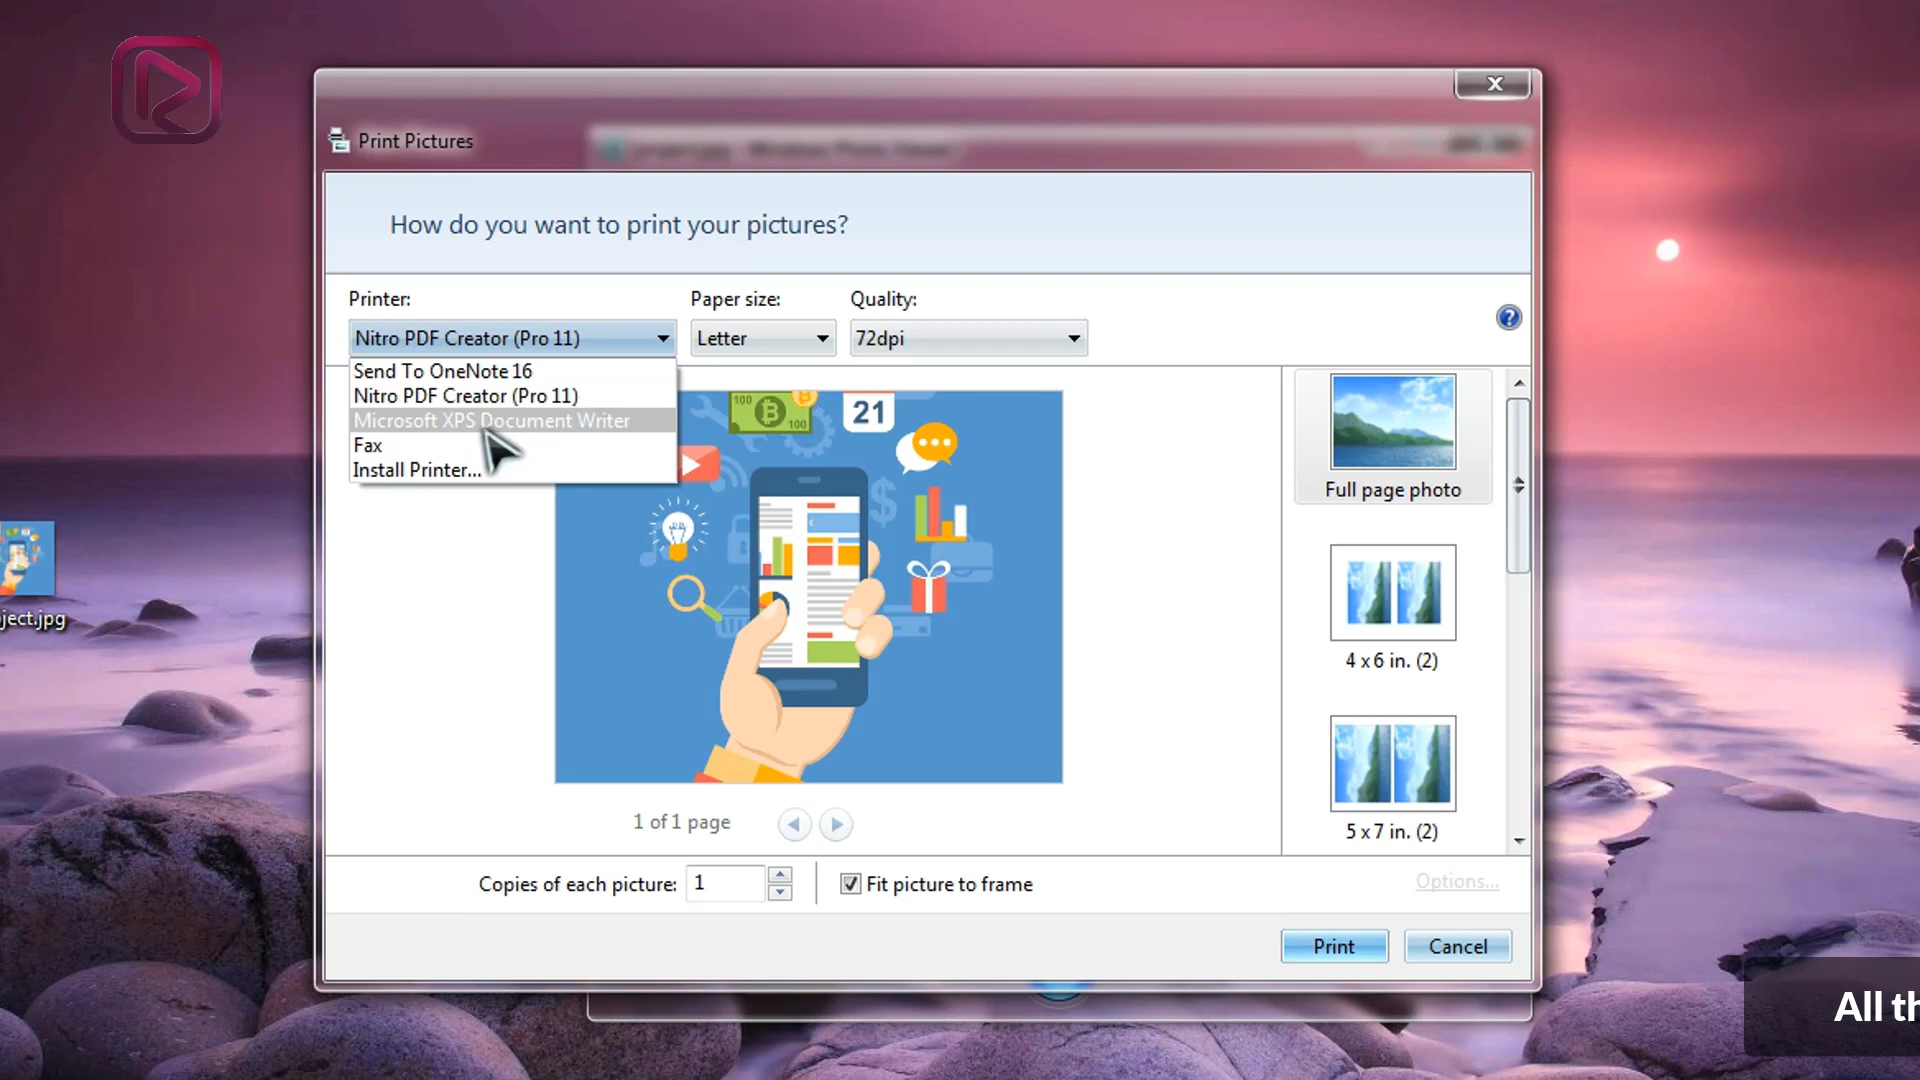 Print Pictures
How do you want to print your pictures?
Printer:
Paper size:
Quality:
Nitro PDF Creator (Pro 11)
Letter
72dpi
Send To OneNote 16
Nitro PDF Creator (Pro 11)
Microsoft XPS Document Writer
Fax
Install Printer...
100
100
21
Full page photo
4 x 6 in. (2)
5 x 7 in. (2)
ject.jpg
1 of 1 page
Copies of each picture:
1
Fit picture to frame
Options...
Print
Cancel
All th